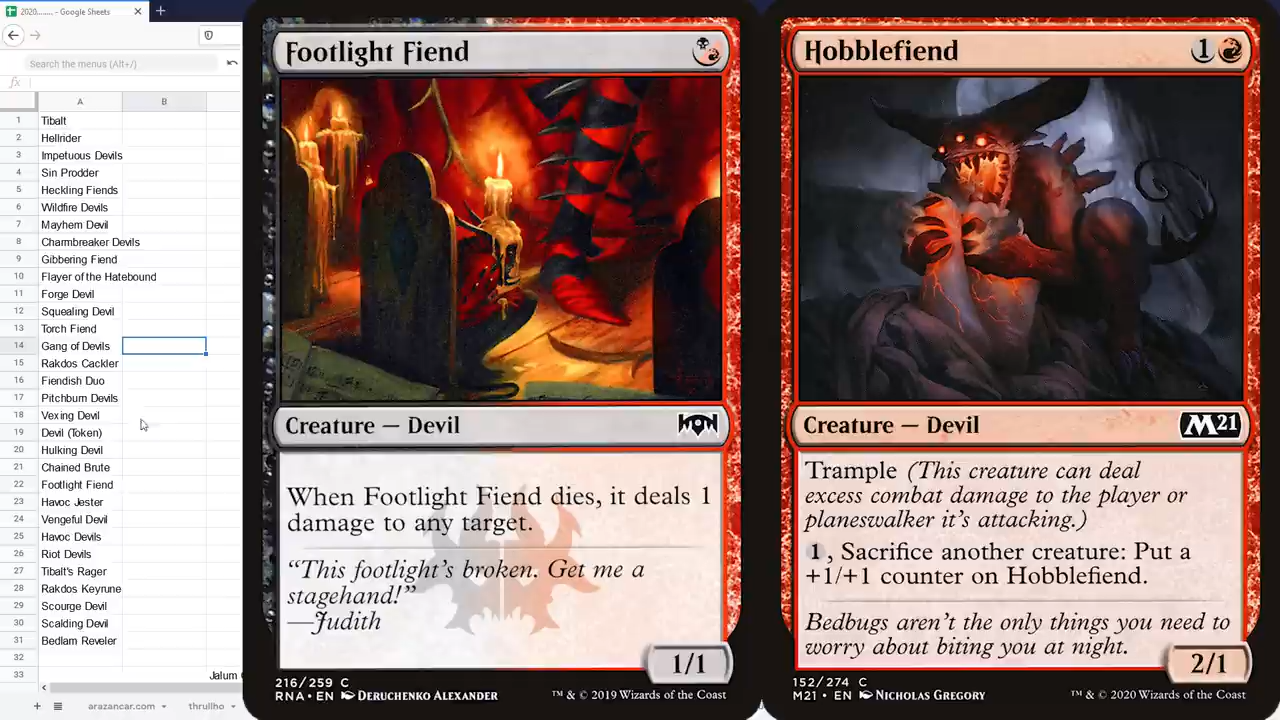 2020........ - Google Sheets
Search the menus (Alt+/)
fx
A B
1 Tibalt
2 Hellrider
3 Impetuous Devils
4 Sin Prodder
5 Heckling Fiends
6 Wildfire Devil
7 Mayhem Devil
8 Charmbreaker Devils
9 Gibbering Fiend
10 Flayer of the Hatebound
11 Forge Devil
12 Squealing Devil
13 Torch Fiend
14 Gang of Devils
15 Rakdos Cackler
16 Fiendish Duo
17 Pitchburn Devils
18 Vexing Devil
19 Devil (Token)
20 Hulking Devil
21 Chained Brute
22 Footlight Fiend
23 Havoc Jester
24 Vengeful Devil
25 Havoc Devils
26 Riot Devils
27 Tibalt's Rager
28 Rakdos Keyrune
29 Scourge Devil
30 Scalding Devil
31 Bedlam Reveler
32
33 Jalum
arazancar.com thrullho
Footlight Fiend
Creature — Devil
When Footlight Fiend dies, it deals 1
damage to any target.
“This footlight's broken. Get me a
stagehand!”
—Judith
1/1
216/259 C
RNA • EN Deruchenko Alexander
™ & © 2019 Wizards of the Coast
Hobblefiend 1
Creature — Devil M21
Trample (This creature can deal
excess combat damage to the player or
planeswalker it's attacking.)
1, Sacrifice another creature: Put a
+1/+1 counter on Hobblefiend.
Bedbugs aren't the only things you need to
worry about biting you at night.
2/1
152/274 C
M21 • EN Nicholas Gregory
™ & © 2020 Wizards of the Coast